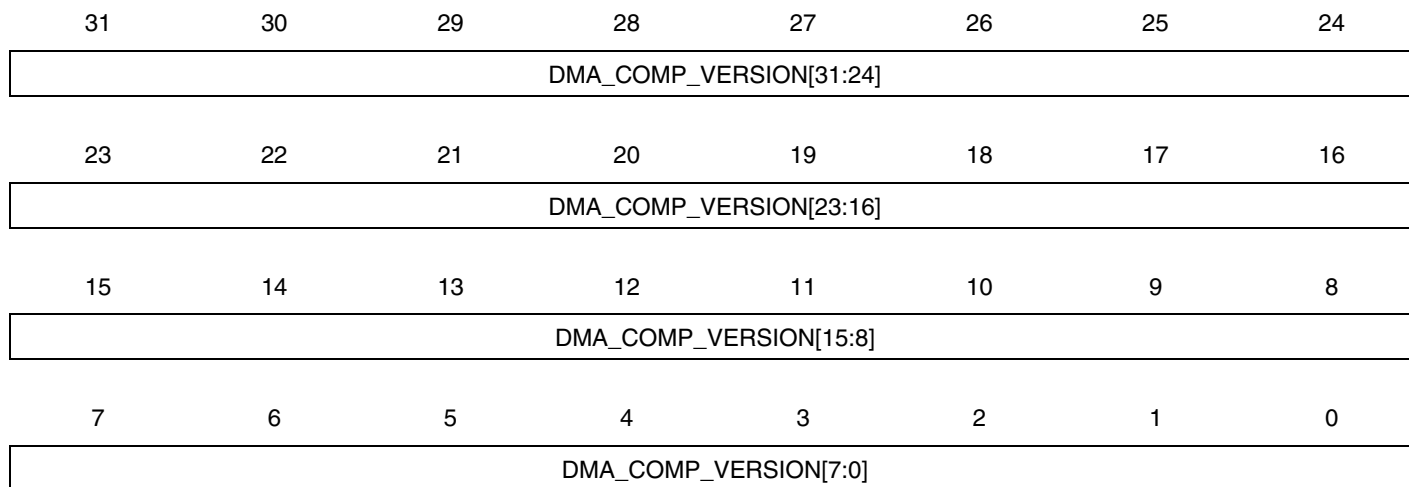 31 30 29 28 27 26 25 24
DMA_COMP_VERSION[31:24]
23 22 21 20 19 18 17 16
DMA_COMP_VERSION[23:16]
15 14 13 12 11 10 9 8
DMA_COMP_VERSION[15:8]
7 6 5 4 3 2 1 0
DMA_COMP_VERSION[7:0]